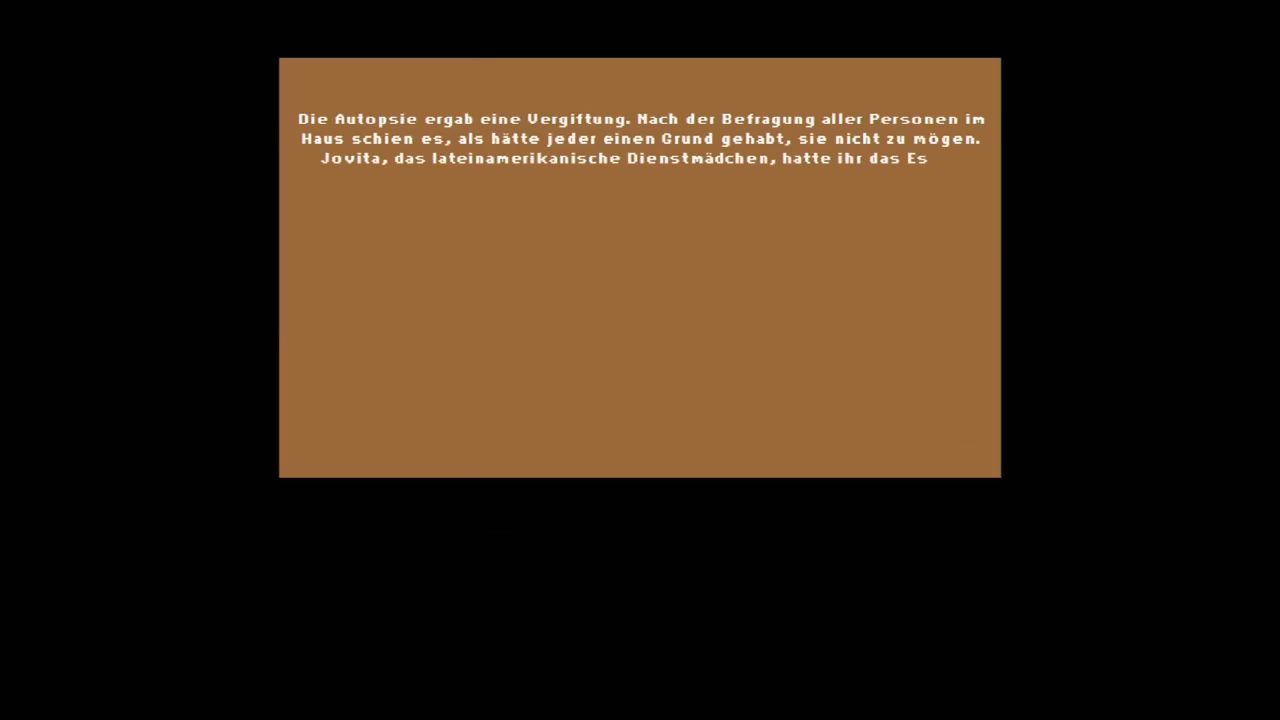 Die Autopsie ergab eine Vergiftung. Nach der Befragung aller Personen im
Haus schien es, als hätte jeder einen Grund gehabt, sie nicht zu mögen.
Jovita, das lateinamerikanische Dienstmädchen, hatte ihr das Es